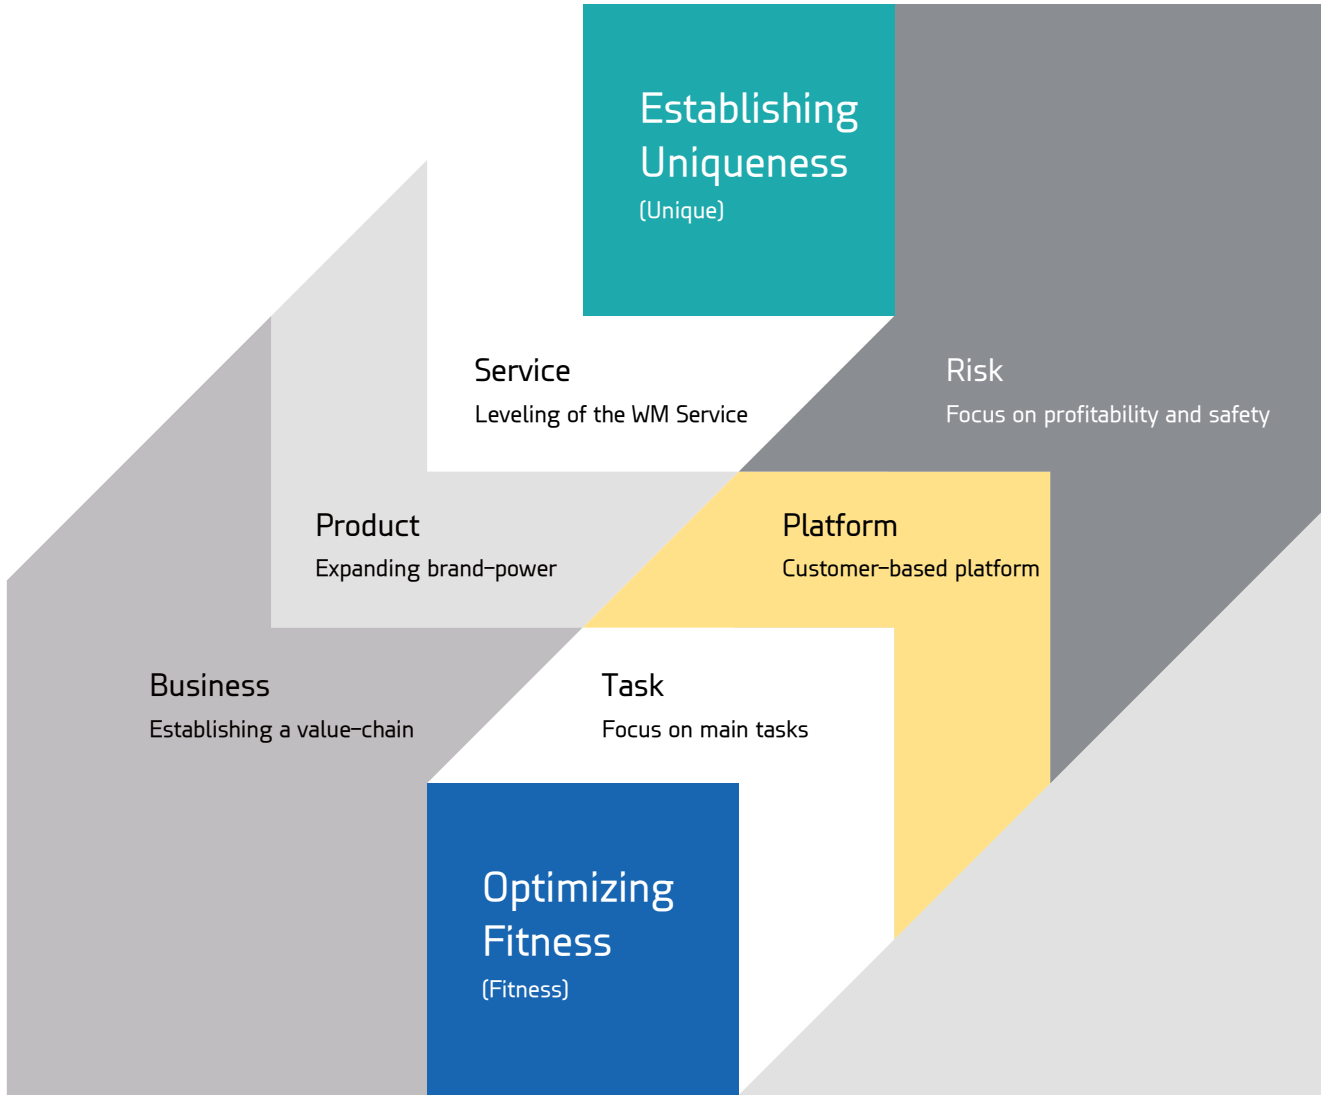 Establishing
Uniqueness
(Unique)
Service
Leveling of the WM Service
Risk
Focus on profitability and safety
Product
Expanding brand-power
Platform
Customer-based platform
Business
Establishing a value-chain
Task
Focus on main tasks
Optimizing
Fitness
(Fitness)